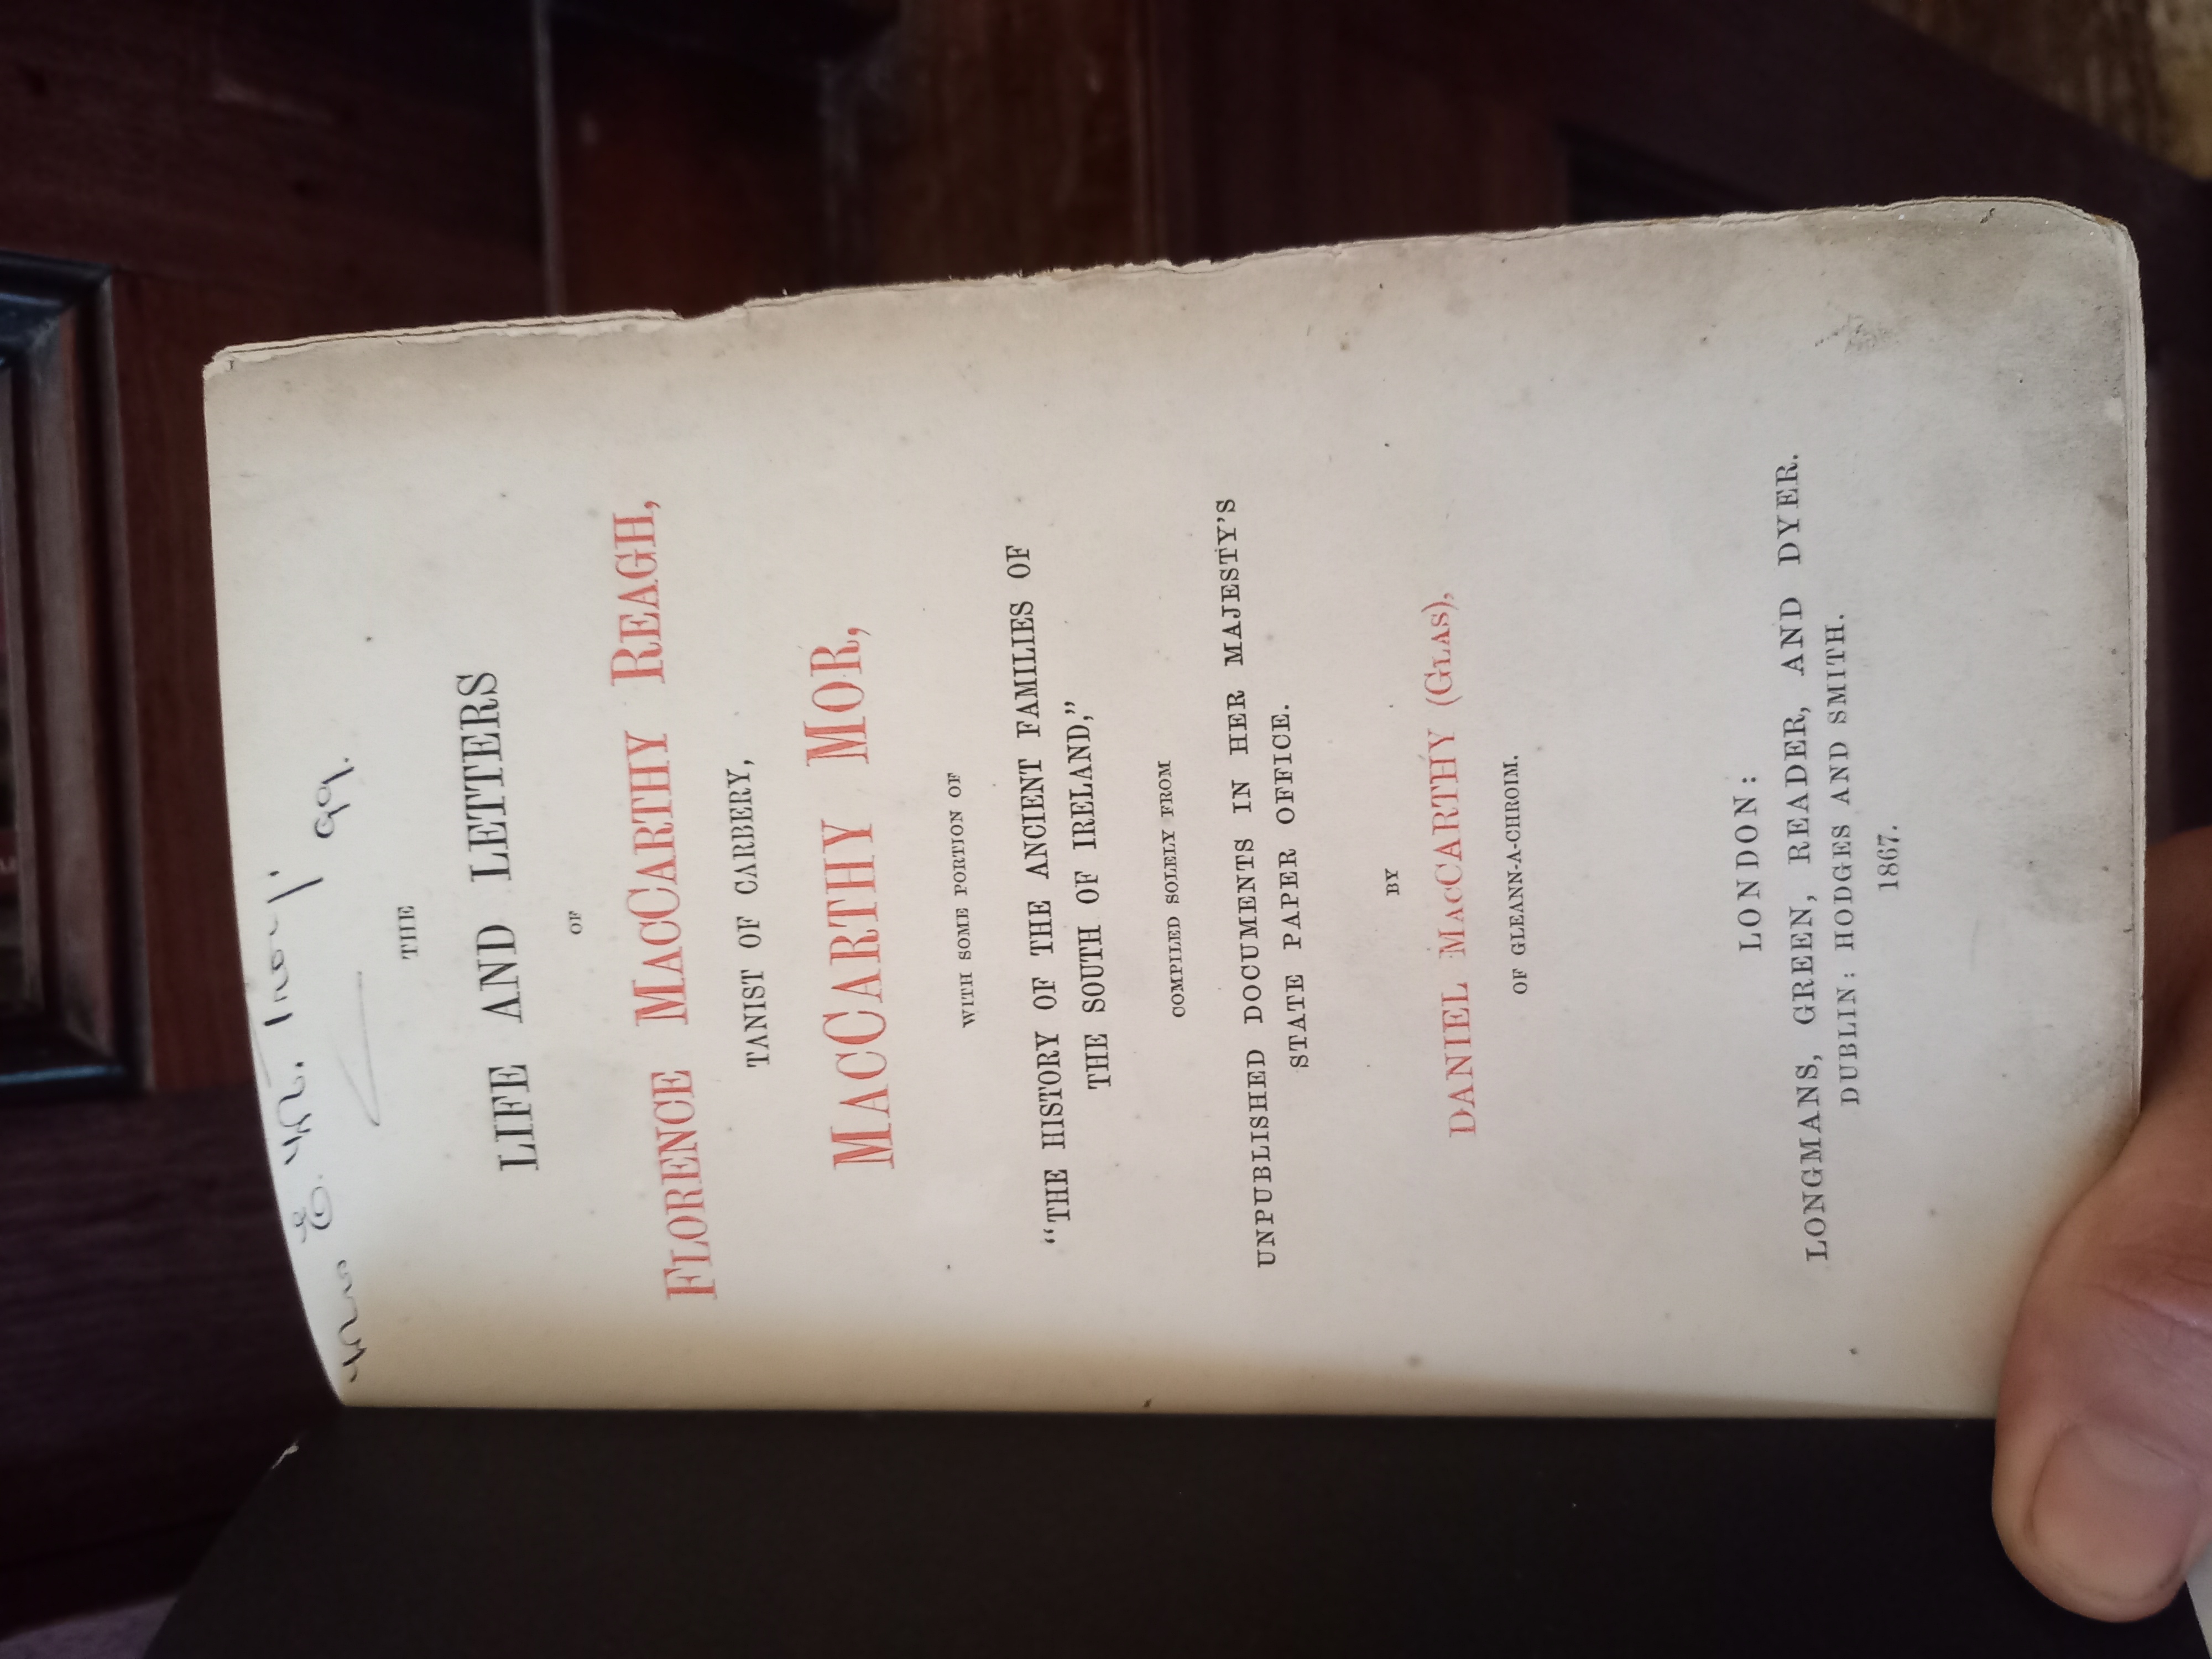 E.
99.
THE
LIFE AND LETTERS
OF
FLORENCE MACCARTHY REAGH,
TANIST OF CARBERY,
MACCARTHY MOR,
WITH SOME PORTION OF
“THE HISTORY OF THE ANCIENT FAMILIES OF
THE SOUTH OF IRELAND,”
COMPILED SOLELY FROM
UNPUBLISHED DOCUMENTS IN HER MAJESTY'S
STATE PAPER OFFICE.
BY
DANIEL MACCARTHY (GLAS),
OF GLEANN-A-CHROIM.
LONDON:
LONGMANS, GREEN, READER, AND DYER.
DUBLIN: HODGES AND SMITH.
1867.